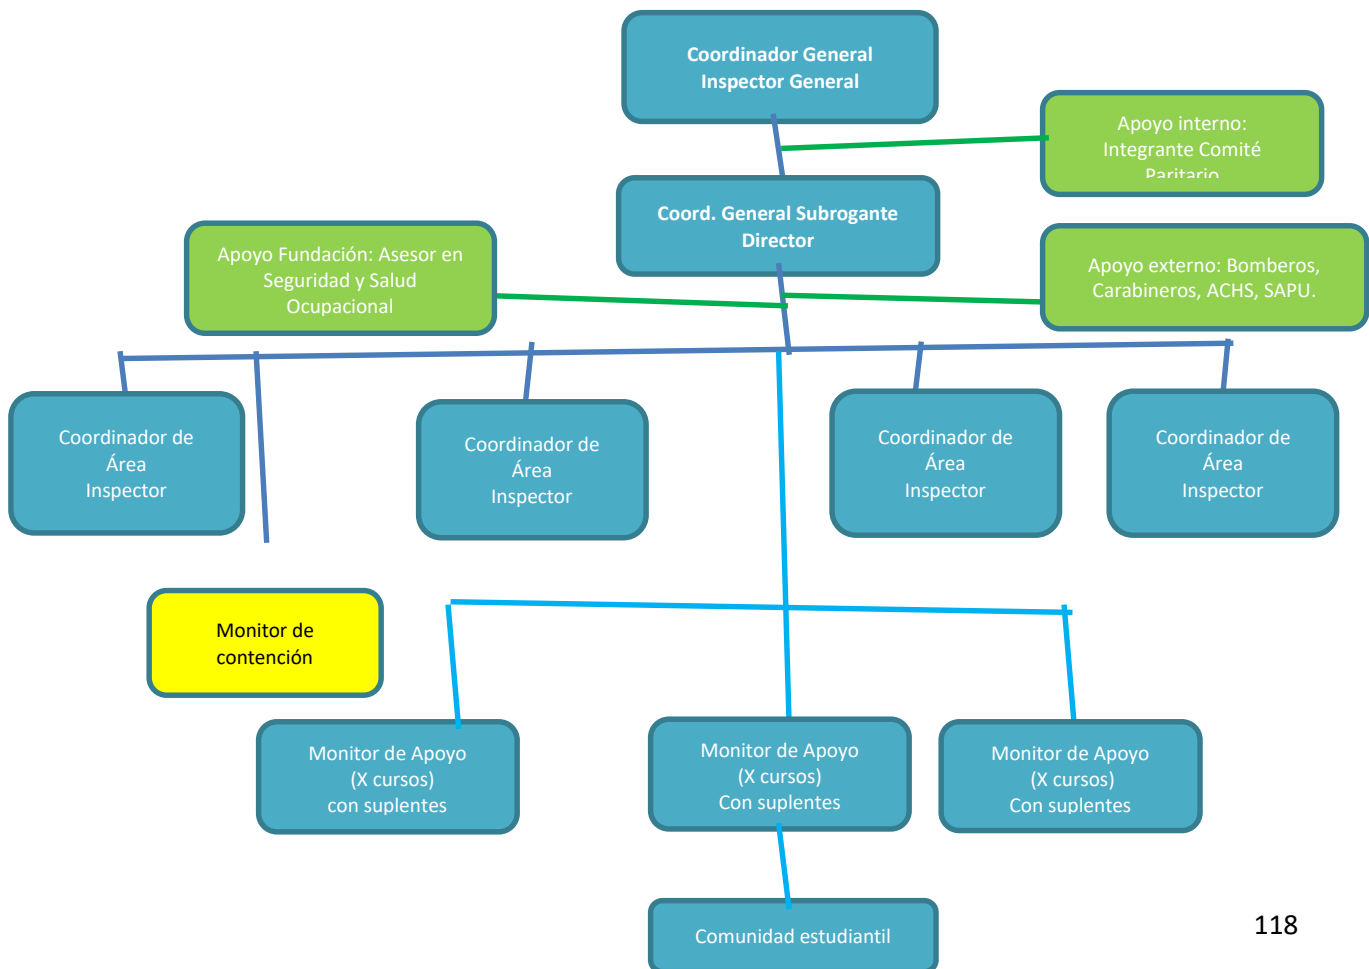 Coordinador General
Inspector General
Apoyo interno:
Integrante Comité
Paritario
Coord. General Subrogante
Director
Apoyo Fundación: Asesor en
Seguridad y Salud
Ocupacional
Apoyo externo: Bomberos,
Carabineros, ACHS, SAPU.
Coordinador de
Área
Inspector
Coordinador de
Área
Inspector
Coordinador de
Área
Inspector
Coordinador de
Área
Inspector
Monitor de
contención
Monitor de Apoyo
(X cursos)
con suplentes
Monitor de Apoyo
(X cursos)
Con suplentes
Monitor de Apoyo
(X cursos)
Con suplentes
Comunidad estudiantil
118